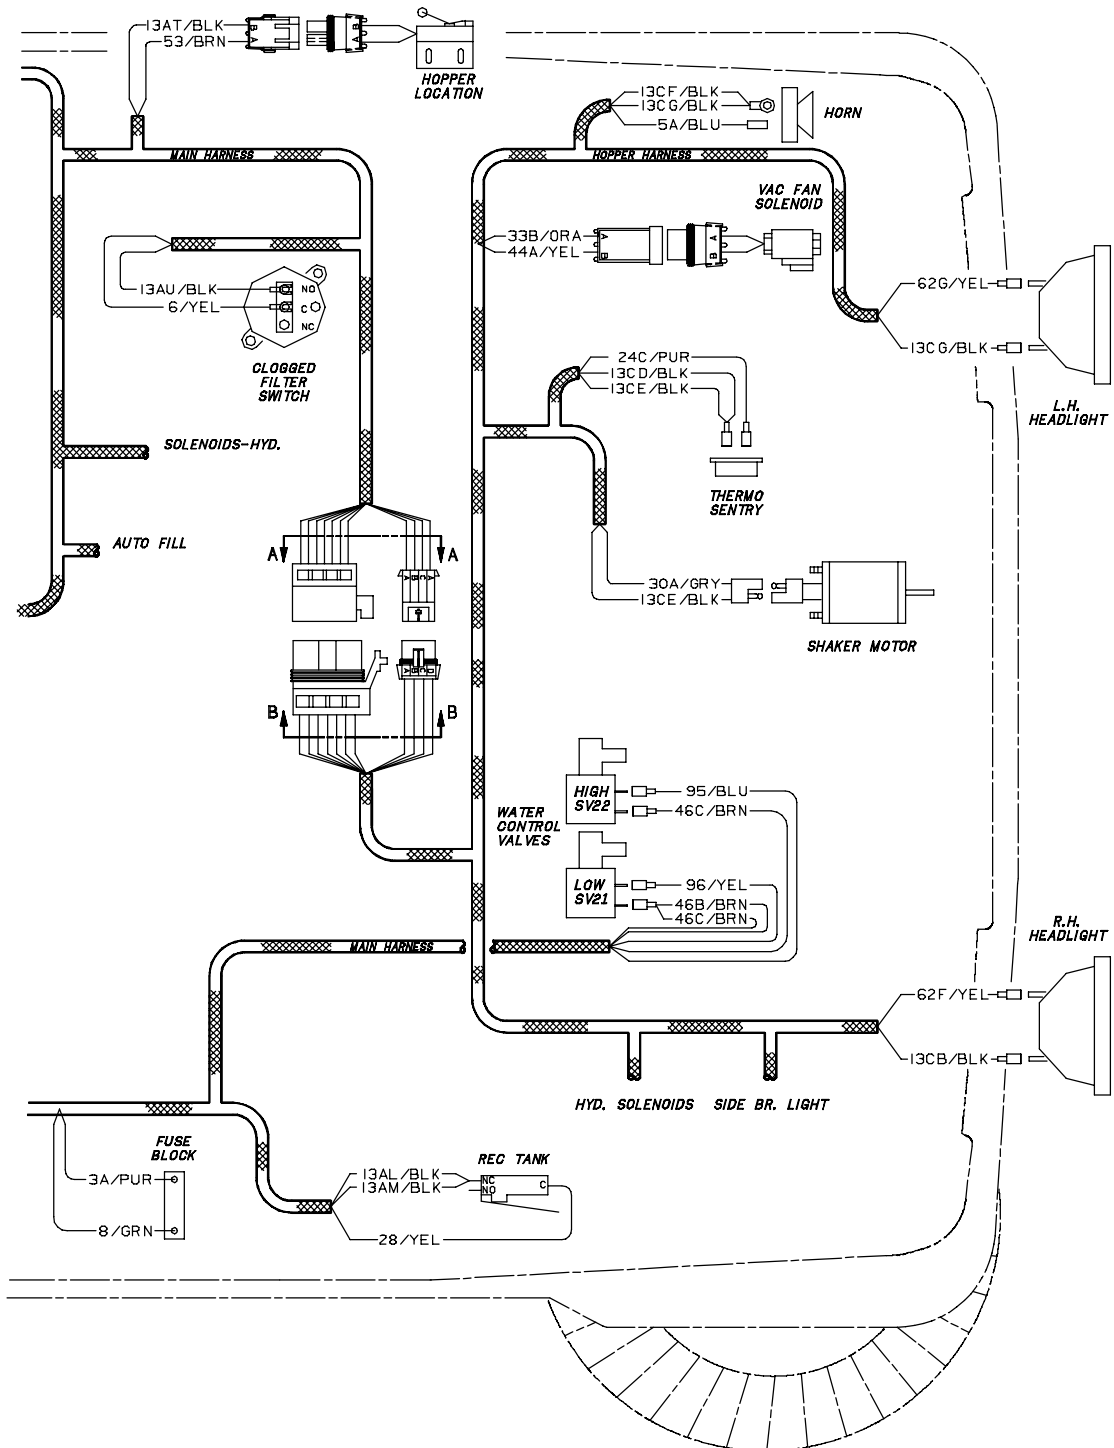 13AT/BLK
53/BRN
B
A
B
A
HOPPER
LOCATION
13CF/BLK
13CG/BLK
5A/BLU
HORN
MAIN HARNESS
HOPPER HARNESS
VAC FAN
SOLENOID
33B/ORA
44A/YEL
A
B
A
B
62G/YEL
13CG/BLK
L.H.
HEADLIGHT
13AU/BLK
6/YEL
NO
C
NC
CLOGGED
FILTER
SWITCH
24C/PUR
13CD/BLK
13CE/BLK
THERMO
SENTRY
SOLENOIDS-HYD.
AUTO FILL
A
A
A B C D
30A/GRY
13CE/BLK
SHAKER MOTOR
A B C D
B
B
WATER
CONTROL
VALVES
HIGH
SV22
95/BLU
46C/BRN
LOW
SV21
96/YEL
46B/BRN
46C/BRN
MAIN HARNESS
R.H.
HEADLIGHT
62F/YEL
13CB/BLK
HYD. SOLENOIDS
SIDE BR. LIGHT
FUSE
BLOCK
3A/PUR
8/GRN
REC TANK
13AL/BLK
13AM/BLK
NC
NO
C
28/YEL